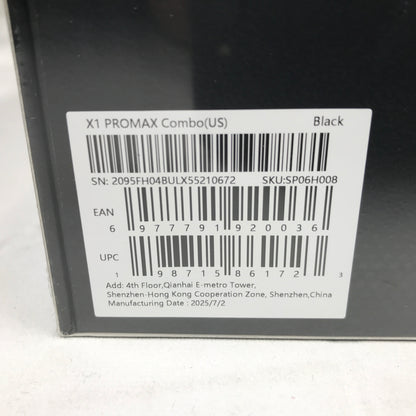 X1 PROMAX Combo(US) Black
SN: 2095FH04BULX55210672 SKU:SP06H008
EAN
6 977791 920036
UPC
1 98715 86172 3
Add: 4th Floor,Qianhai E-metro Tower,
Shenzhen-Hong Kong Cooperation Zone, Shenzhen,China
Manufacturing Date : 2025/7/2